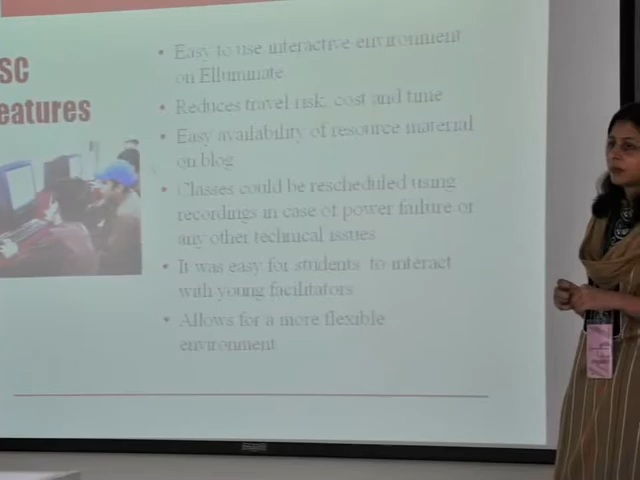 SC
eatures
• Easy to use interactive environment
on Elluminate
• Reduces travel risk, cost and time
• Easy availability of resource material
on blog
• Classes could be rescheduled using
recordings in case of power failure or
any other technical issues
• It was easy for students to interact
with young facilitators
• Allows for a more flexible
environment